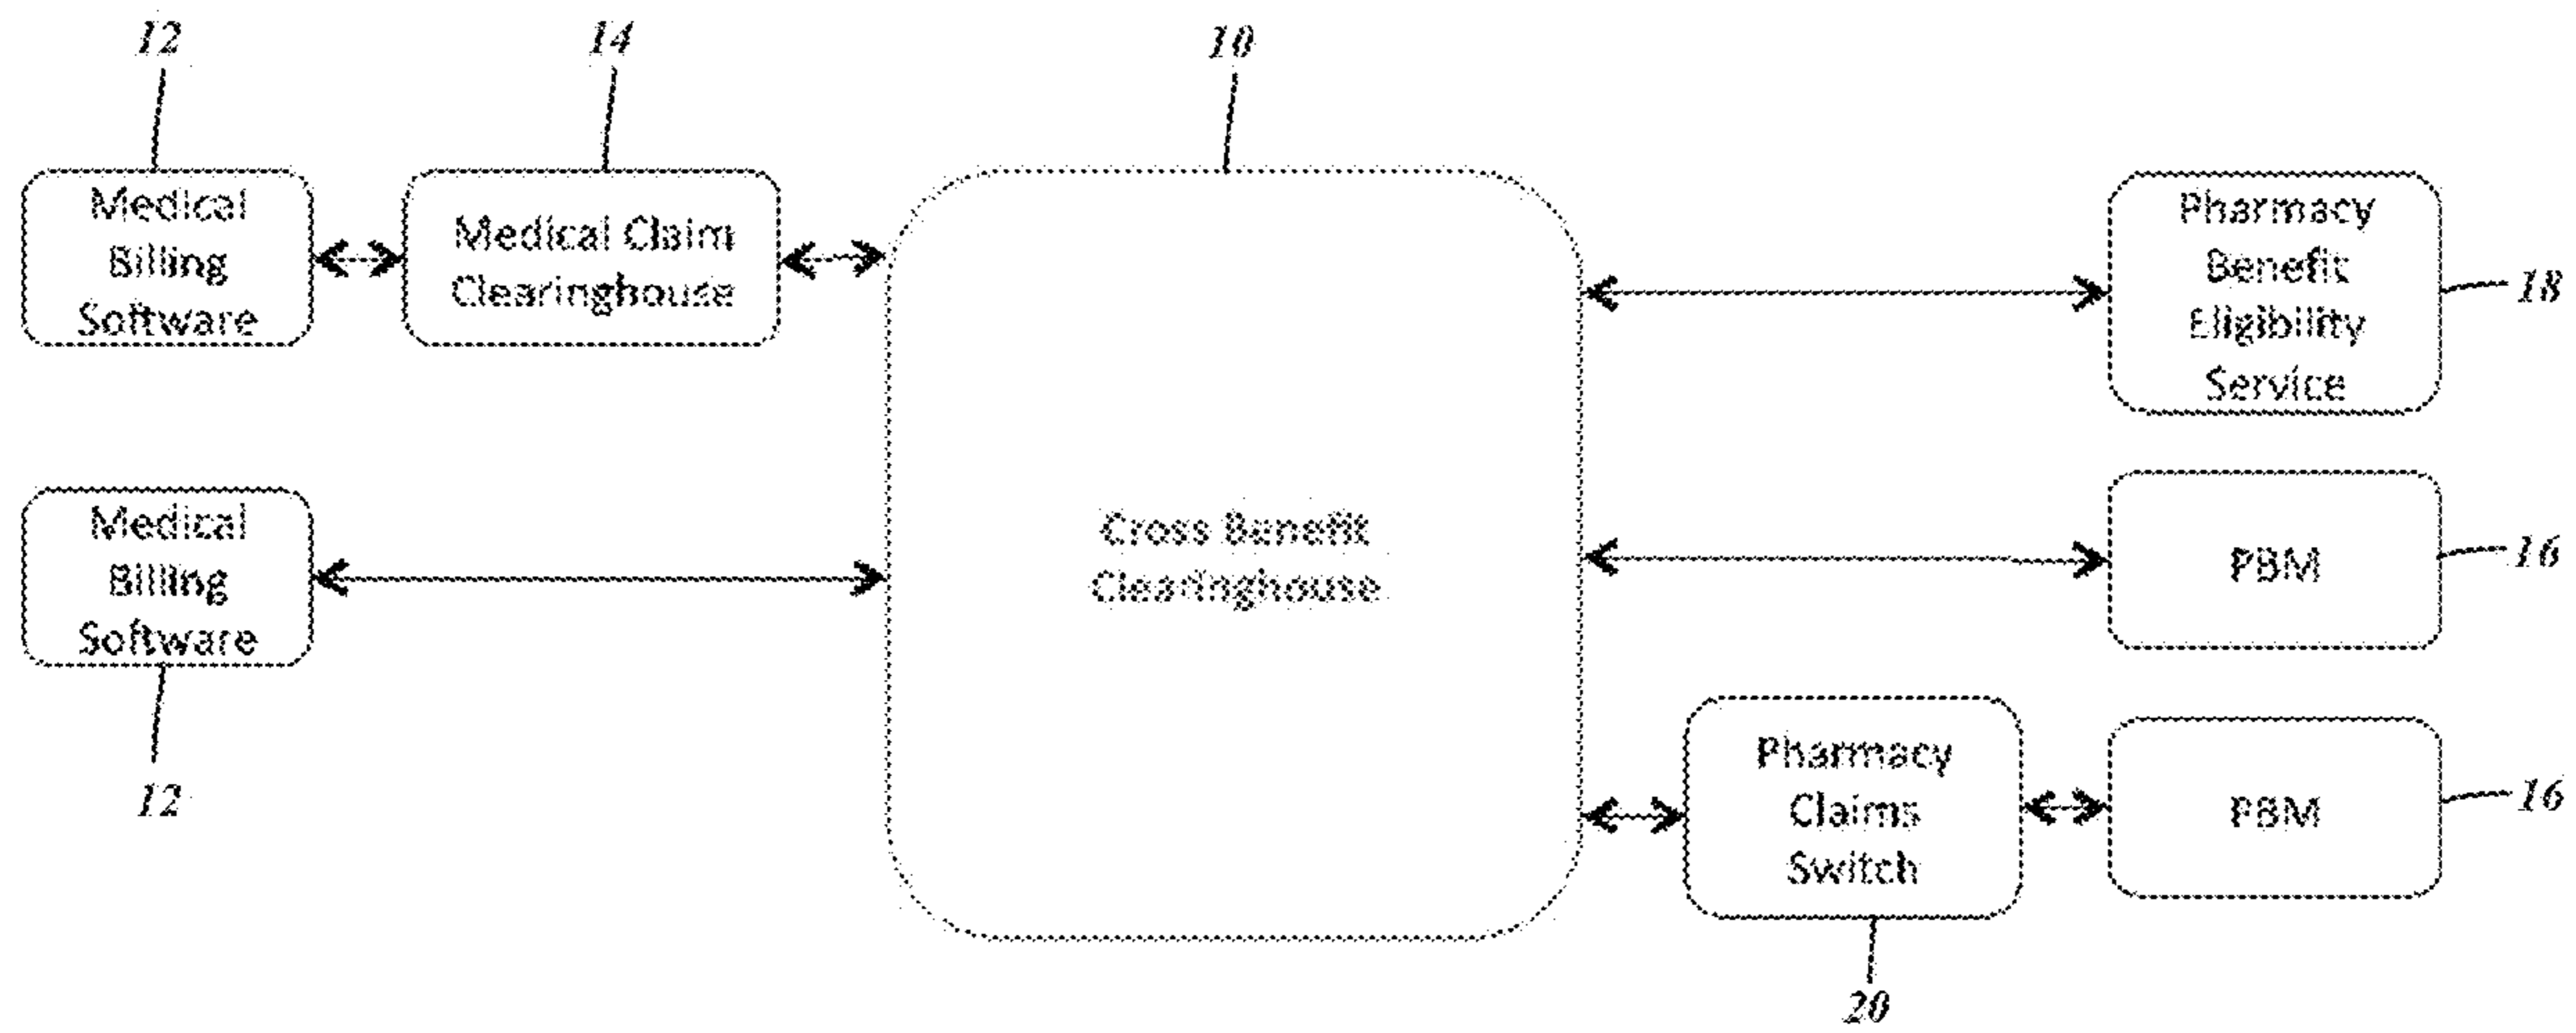 12
14
10
Medical
Billing
Software
Medical Claim
Clearinghouse
Pharmacy
Benefit
Eligibility
Service
18
Medical
Billing
Software
12
Cross Benefit
Clearinghouse
PBM
16
Pharmacy
Claims
Switch
20
PBM
16